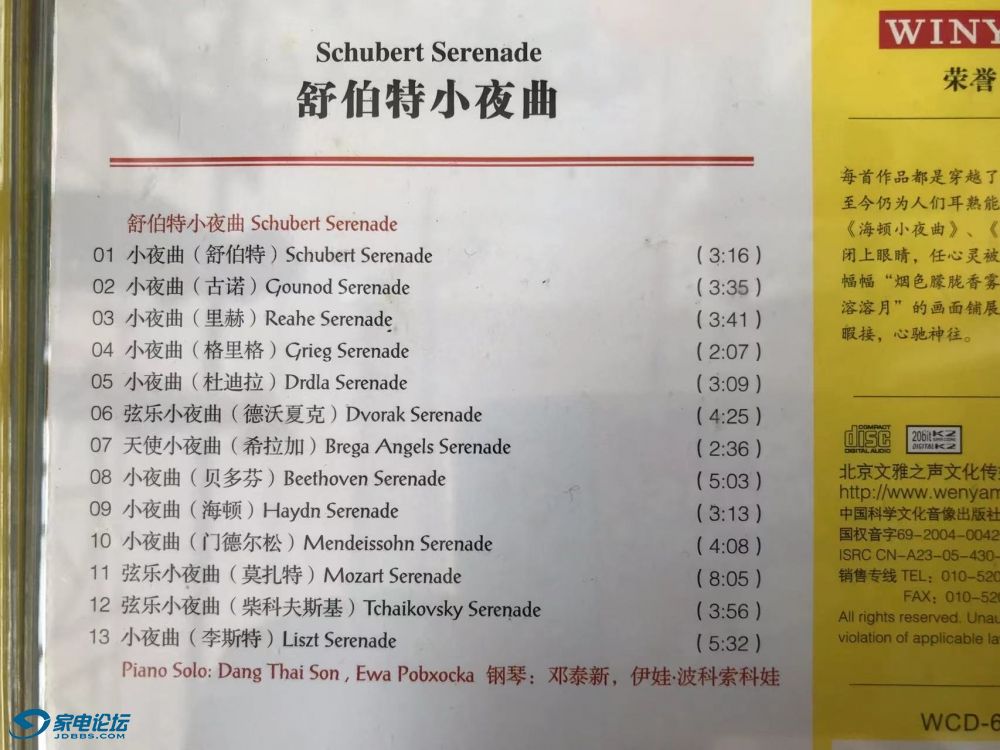 Schubert Serenade
舒伯特小夜曲
舒伯特小夜曲 Schubert Serenade
01 小夜曲（舒伯特）Schubert Serenade (3:16)
02 小夜曲（古诺）Gounod Serenade (3:35)
03 小夜曲（里赫）Reahe Serenade (3:41)
04 小夜曲（格里格）Grieg Serenade (2:07)
05 小夜曲（杜迪拉）Drdla Serenade (3:09)
06 弦乐小夜曲（德沃夏克）Dvorak Serenade (4:25)
07 天使小夜曲（希拉加）Brega Angels Serenade (2:36)
08 小夜曲（贝多芬）Beethoven Serenade (5:03)
09 小夜曲（海顿）Haydn Serenade (3:13)
10 小夜曲（门德尔松）Mendeissohn Serenade (4:08)
11 弦乐小夜曲（莫扎特）Mozart Serenade (8:05)
12 弦乐小夜曲（柴科夫斯基）Tchaikovsky Serenade (3:56)
13 小夜曲（李斯特）Liszt Serenade (5:32)
Piano Solo: Dang Thai Son , Ewa Pobxocka 钢琴：邓泰新，伊娃·波科索科娃
WINY
荣誉
每首作品都是穿越了
至今仍为人们耳熟能
《海顿小夜曲》、《
闭上眼睛，任心灵被
幅幅“烟色朦胧香雾
溶溶月”的画面铺展
暇接，心驰神往。
COMPACT
disc
DIGITAL AUDIO
20bit K2
DIGITAL K2
北京文雅之声文化传
http://www.wenyam
中国科学文化音像出版社
国权音字69-2004-0042
ISRC CN-A23-05-430-
销售专线 TEL：010-520
FAX：010-520
All rights reserved. Unau
violation of applicable la
WCD-6
家电论坛
JDBBS.COM